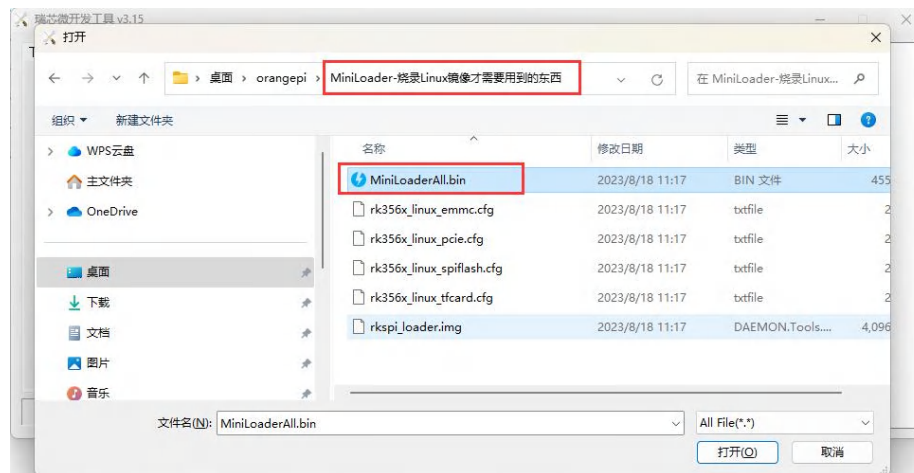 瑞芯微开发工具 v3.15
打开
桌面 › orangepi › MiniLoader-烧录Linux镜像才需要用到的东西
在 MiniLoader-烧录Linux...
组织 新建文件夹
名称 修改日期 类型 大小
WPS云盘
主文件夹
OneDrive
桌面
下载
文档
图片
音乐
MiniLoaderAll.bin 2023/8/18 11:17 BIN 文件 455
rk356x_linux_emmc.cfg 2023/8/18 11:17 txtfile 2
rk356x_linux_pcie.cfg 2023/8/18 11:17 txtfile 2
rk356x_linux_spiflash.cfg 2023/8/18 11:17 txtfile 2
rk356x_linux_tfcard.cfg 2023/8/18 11:17 txtfile 2
rkspi_loader.img 2023/8/18 11:17 DAEMON.Tools.... 4,096
文件名(N): MiniLoaderAll.bin
All File(*.*)
打开(O) 取消